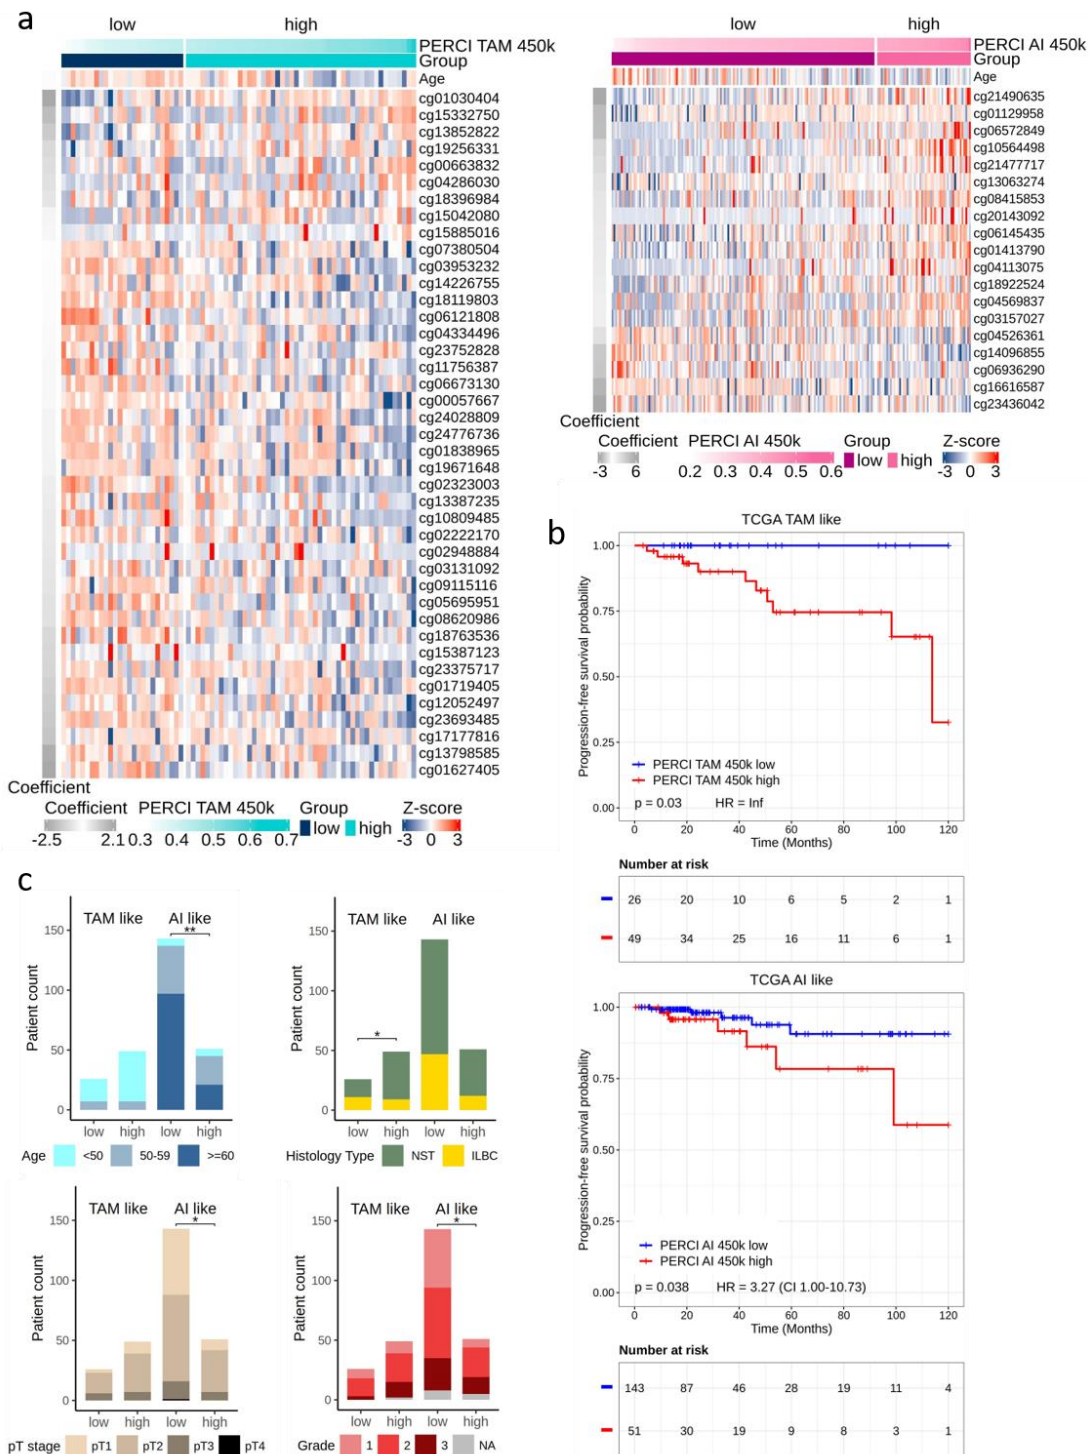 a
low high
PERCI TAM 450k
Group
Age
cg01030404
cg15332750
cg13852822
cg19256331
cg00663832
cg04286030
cg18396984
cg15042080
cg15885016
cg07380504
cg03953232
cg14226755
cg18119803
cg06121808
cg04334496
cg23752828
cg11756387
cg06673130
cg00057667
cg24028809
cg24776736
cg01838965
cg19671648
cg02323003
cg13387235
cg10809485
cg02222170
cg02948884
cg03131092
cg09115116
cg05695951
cg08620986
cg18763536
cg15387123
cg23375717
cg01719405
cg12052497
cg23693485
cg17177816
cg13798585
cg01627405
Coefficient
Coefficient PERCI TAM 450k Group Z-score
low high
-2.5 2.1 0.3 0.4 0.5 0.6 0.7 -3 3
low high
PERCI AI 450k
Group
Age
cg21490635
cg01129958
cg06572849
cg10564498
cg21477717
cg13063274
cg08415853
cg20143092
cg06145435
cg01413790
cg04113075
cg18922524
cg04569837
cg03157027
cg04526361
cg14096855
cg06936290
cg16616587
cg23436042
Coefficient
Coefficient PERCI AI 450k Group Z-score
low high
-3 6 0.2 0.3 0.4 0.5 0.6 -3 3
b
TCGA TAM like
Progression-free survival probability
1.00
0.75
0.50
0.25
0.00
PERCI TAM 450k low
PERCI TAM 450k high
p = 0.03 HR = Inf
0 20 40 60 80 100 120
Time (Months)
Number at risk
26 20 10 6 5 2 1
49 34 25 16 11 6 1
TCGA AI like
Progression-free survival probability
1.00
0.75
0.50
0.25
0.00
PERCI AI 450k low
PERCI AI 450k high
p = 0.038 HR = 3.27 (CI 1.00-10.73)
0 20 40 60 80 100 120
Time (Months)
Number at risk
143 87 46 28 19 11 4
51 30 19 9 8 3 1
c
TAM like AI like
**
Patient count
150
100
50
0
low high low high
Age <50 50-59 >=60
TAM like AI like
*
Patient count
150
100
50
0
low high low high
Histology Type NST ILBC
TAM like AI like
*
Patient count
150
100
50
0
low high low high
pT stage pT1 pT2 pT3 pT4
TAM like AI like
*
Patient count
150
100
50
0
low high low high
Grade 1 2 3 NA